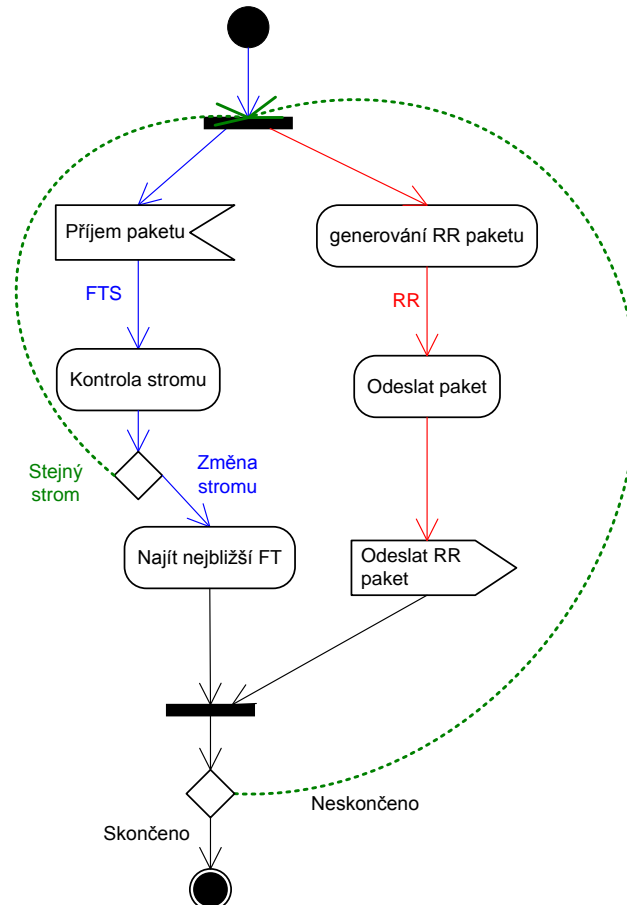 Příjem paketu
generování RR paketu
FTS
RR
Kontrola stromu
Odeslat paket
Stejný
strom
Změna
stromu
Najít nejbližší FT
Odeslat RR
paket
Neskončeno
Skončeno